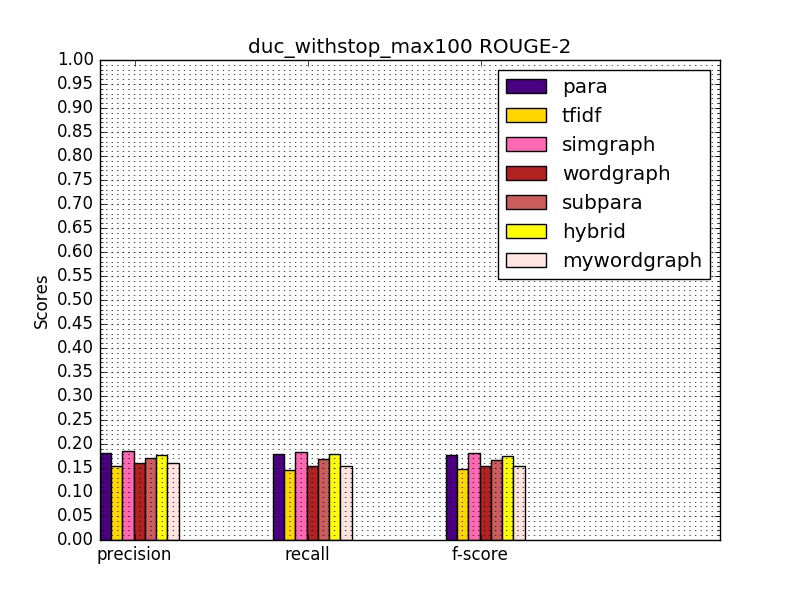 duc_withstop_max100 ROUGE-2
1.00
0.95
0.90
0.85
0.80
0.75
0.70
0.65
0.60
0.55
0.50
0.45
0.40
0.35
0.30
0.25
0.20
0.15
0.10
0.05
0.00
Scores
para
tfidf
simgraph
wordgraph
subpara
hybrid
mywordgraph
precision recall f-score